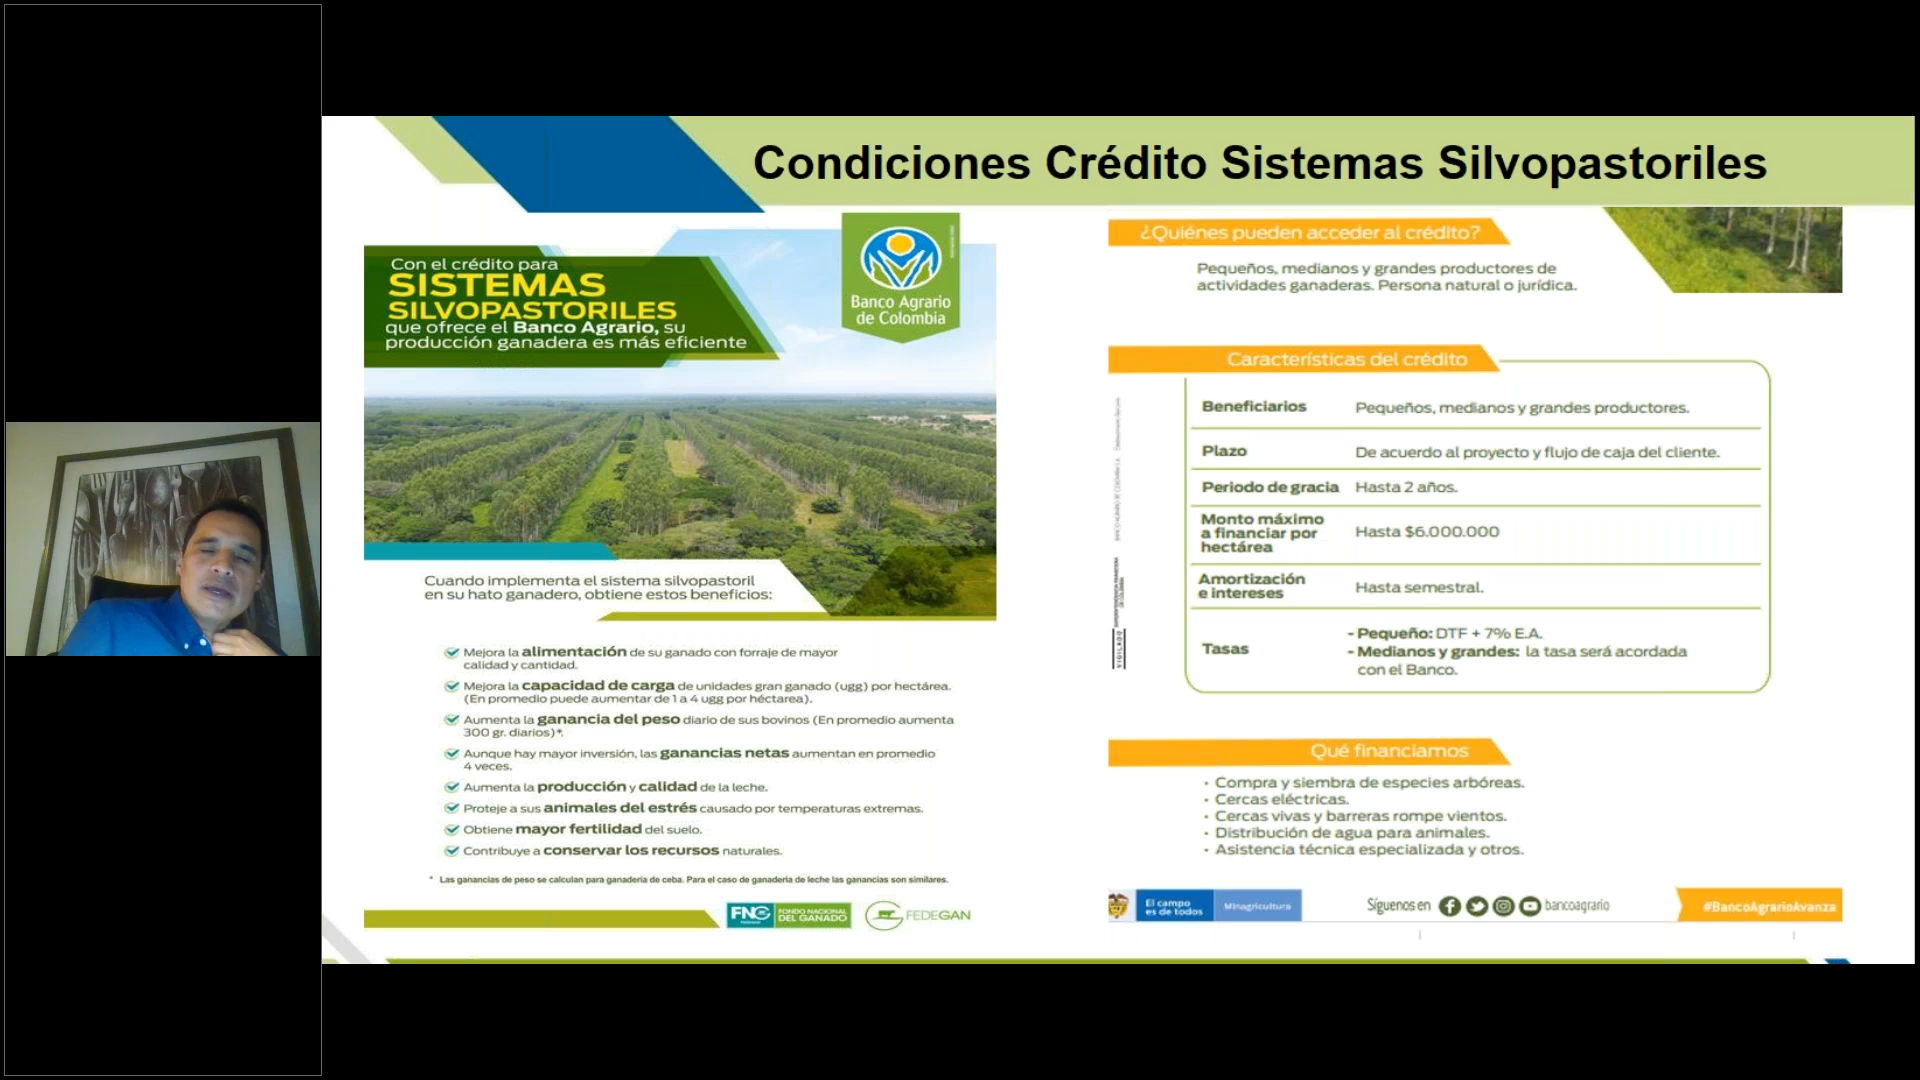 Condiciones Crédito Sistemas Silvopastoriles
Con el crédito para
SISTEMAS
SILVOPASTORILES
que ofrece el Banco Agrario, su
producción ganadera es más eficiente
Banco Agrario
de Colombia
Cuando implementa el sistema silvopastoril
en su hato ganadero, obtiene estos beneficios:
Mejora la alimentación de su ganado con forraje de mayor
calidad y cantidad.
Mejora la capacidad de carga de unidades gran ganado (ugg) por hectárea.
(En promedio puede aumentar de 1 a 4 ugg por héctarea).
Aumenta la ganancia del peso diario de sus bovinos (En promedio aumenta
300 gr. diarios)*.
Aunque hay mayor inversión, las ganancias netas aumentan en promedio
4 veces.
Aumenta la producción y calidad de la leche.
Proteje a sus animales del estrés causado por temperaturas extremas.
Obtiene mayor fertilidad del suelo.
Contribuye a conservar los recursos naturales.
* Las ganancias de peso se calculan para ganadería de ceba. Para el caso de ganadería de leche las ganancias son similares.
FNG FONDO NACIONAL
DEL GANADO
FEDEGAN
¿Quiénes pueden acceder al crédito?
Pequeños, medianos y grandes productores de
actividades ganaderas. Persona natural o jurídica.
Características del crédito
Beneficiarios Pequeños, medianos y grandes productores.
Plazo De acuerdo al proyecto y flujo de caja del cliente.
Periodo de gracia Hasta 2 años.
Monto máximo
a financiar por
hectárea
Hasta $6.000.000
Amortización
e intereses
Hasta semestral.
Tasas
- Pequeño: DTF + 7% E.A.
- Medianos y grandes: la tasa será acordada
con el Banco.
VIGILADO
Qué financiamos
· Compra y siembra de especies arbóreas.
· Cercas eléctricas.
· Cercas vivas y barreras rompe vientos.
· Distribución de agua para animales.
· Asistencia técnica especializada y otros.
El campo
es de todos
Minagricultura
Síguenos en bancoagrario
#BancoAgrarioAvanza